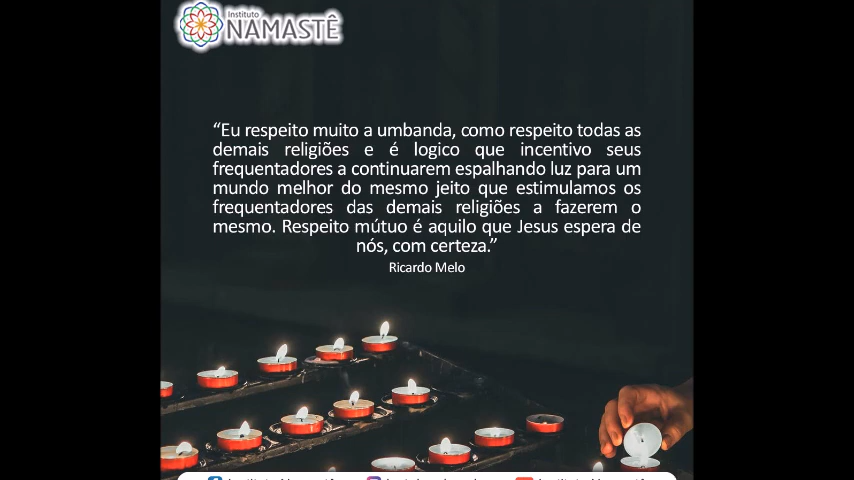 Instituto
NAMASTÊ
“Eu respeito muito a umbanda, como respeito todas as
demais religiões e é logico que incentivo seus
frequentadores a continuarem espalhando luz para um
mundo melhor do mesmo jeito que estimulamos os
frequentadores das demais religiões a fazerem o
mesmo. Respeito mútuo é aquilo que Jesus espera de
nós, com certeza.”
Ricardo Melo